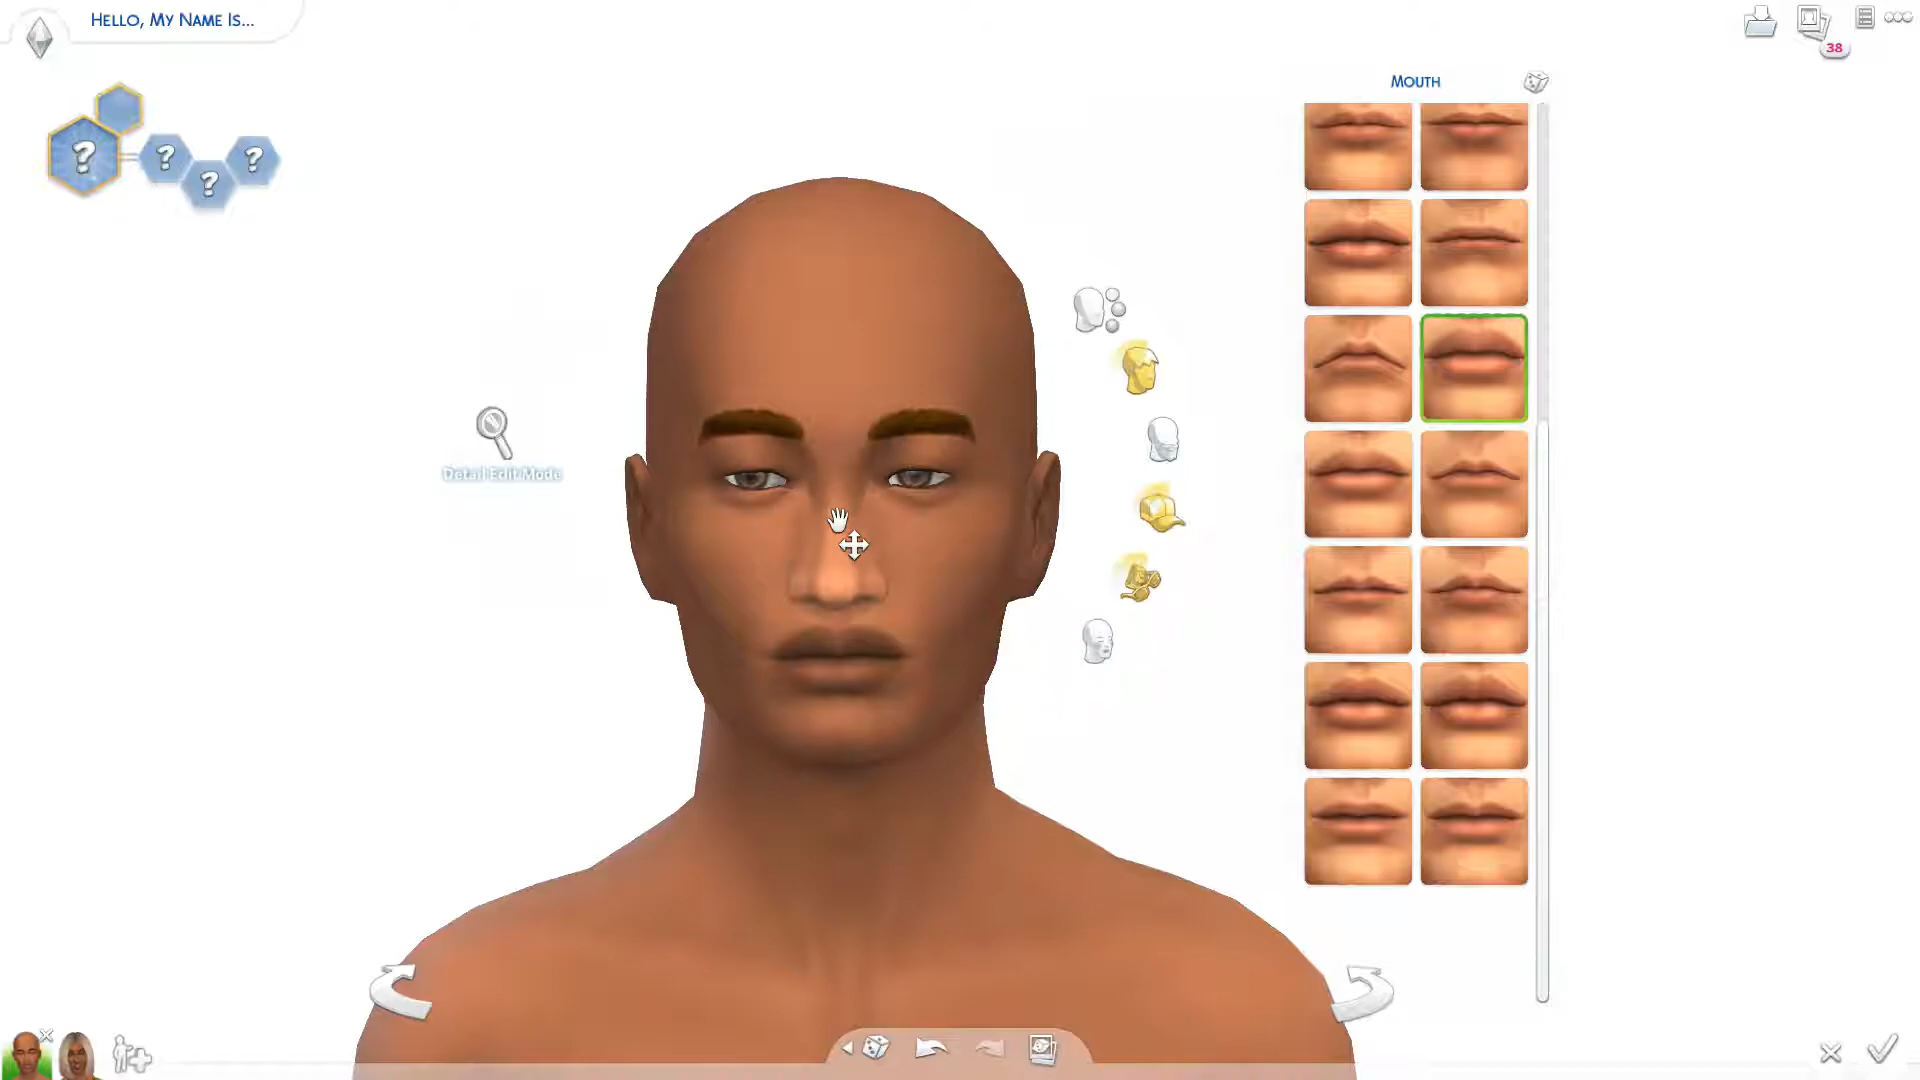 Hello, My Name Is...
38
Mouth
?
? ? ?
Detail Edit Mode